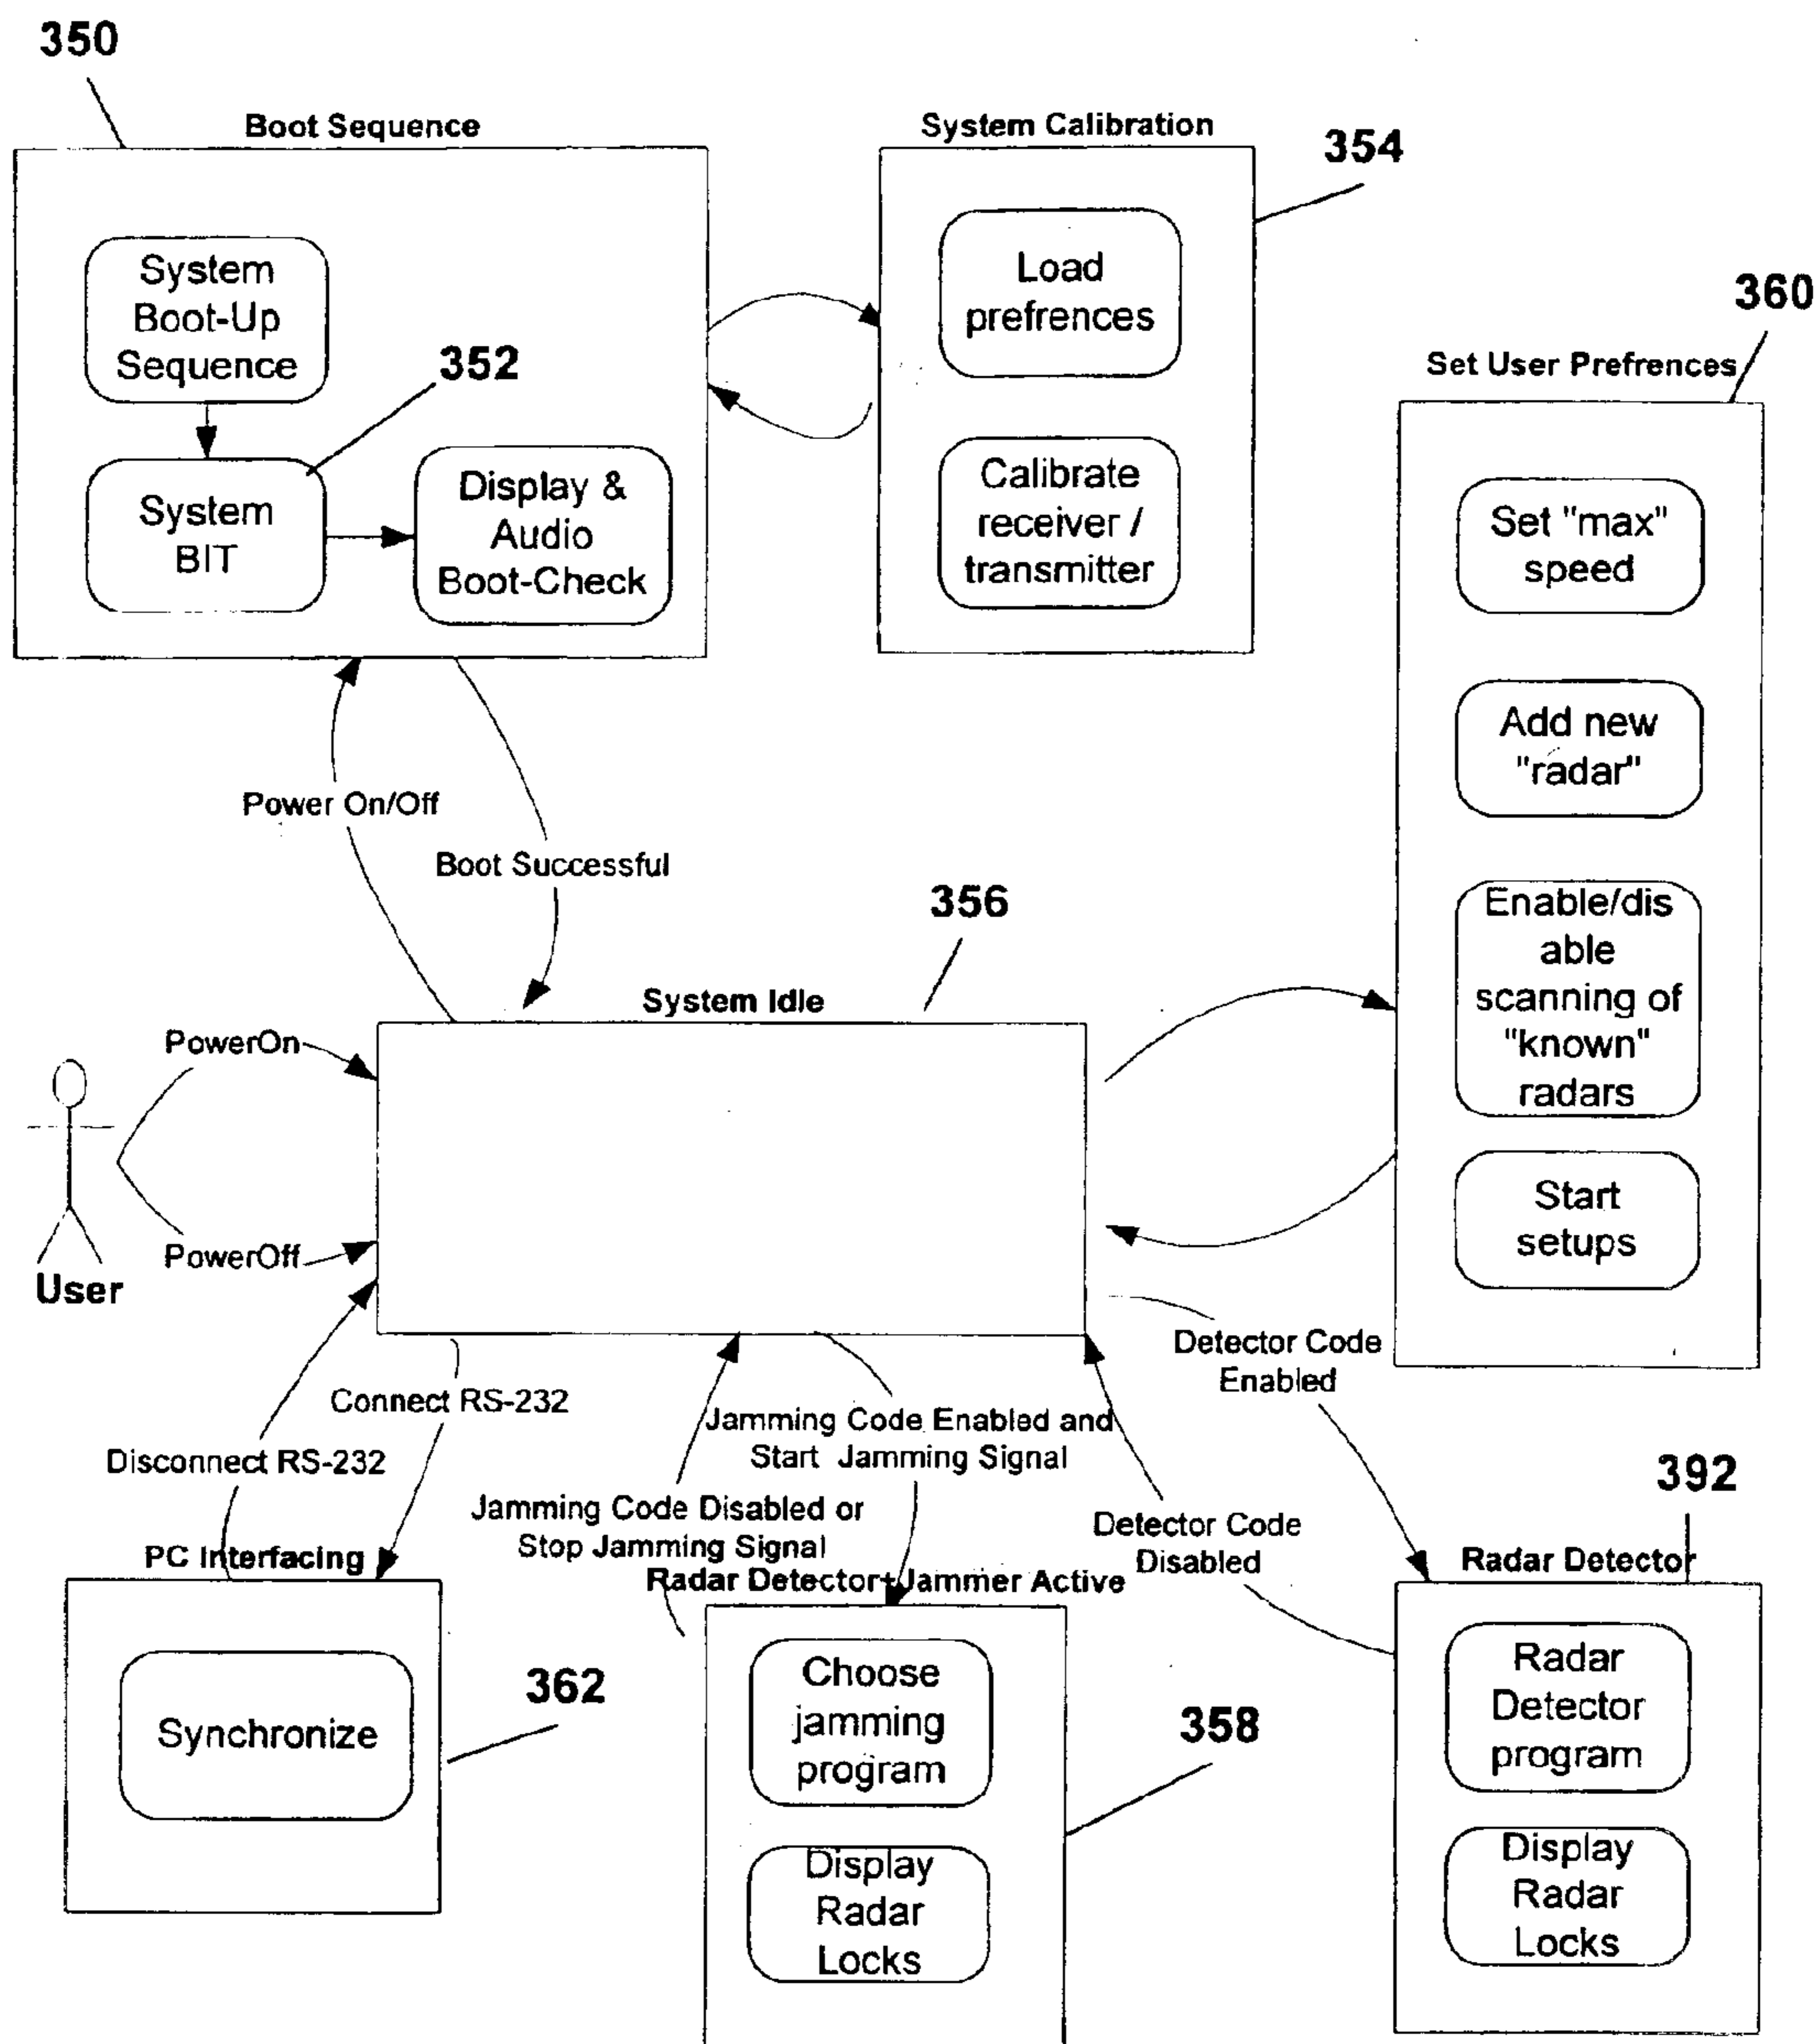 350
Boot Sequence
System Calibration
354
System
Boot-Up
Sequence
352
System
BIT
Display &
Audio
Boot-Check
Load
prefrences
Calibrate
receiver /
transmitter
360
Set User Prefrences
Set "max"
speed
Add new
"radar"
Enable/dis
able
scanning of
"known"
radars
Start
setups
Power On/Off
Boot Successful
356
System Idle
PowerOn
PowerOff
User
Connect RS-232
Disconnect RS-232
Jamming Code Enabled and
Start Jamming Signal
Jamming Code Disabled or
Stop Jamming Signal
Detector Code
Enabled
Detector Code
Disabled
392
PC Interfacing
Synchronize
362
Radar Detector+Jammer Active
Choose
jamming
program
Display
Radar
Locks
358
Radar Detector
Radar
Detector
program
Display
Radar
Locks